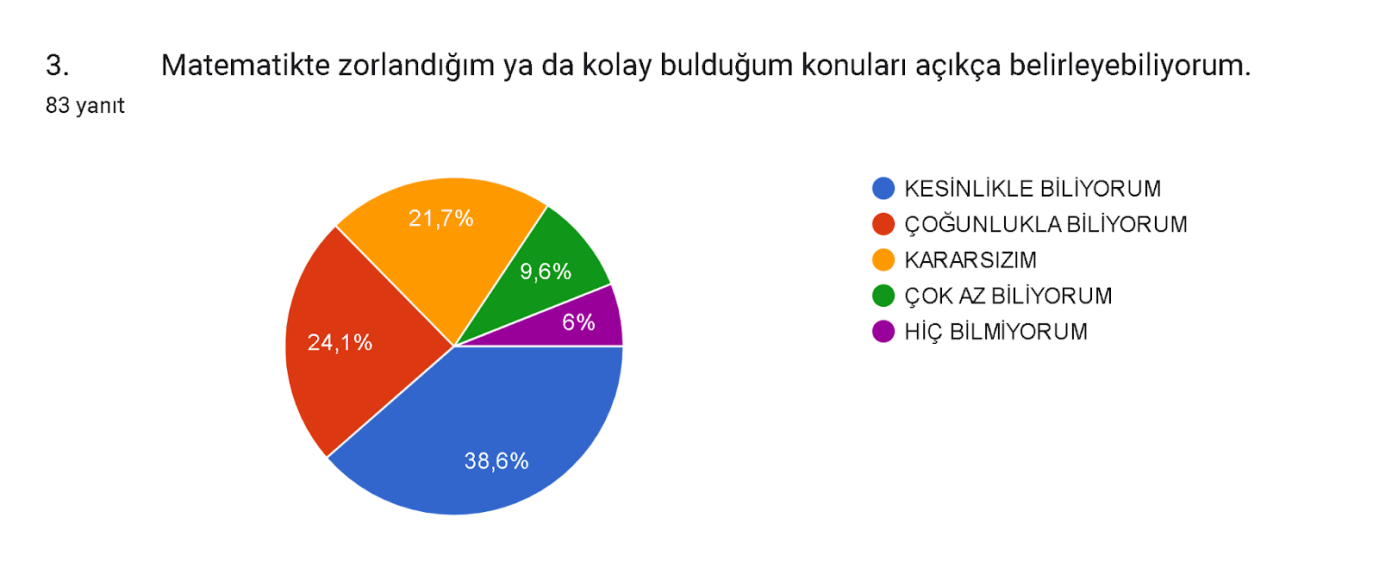 3. Matematikte zorlandığım ya da kolay bulduğum konuları açıkça belirleyebiliyorum.
83 yanıt
KESİNLİKLE BİLİYORUM
ÇOĞUNLUKLA BİLİYORUM
KARARSIZIM
ÇOK AZ BİLİYORUM
HİÇ BİLMİYORUM
21,7%
9,6%
6%
24,1%
38,6%